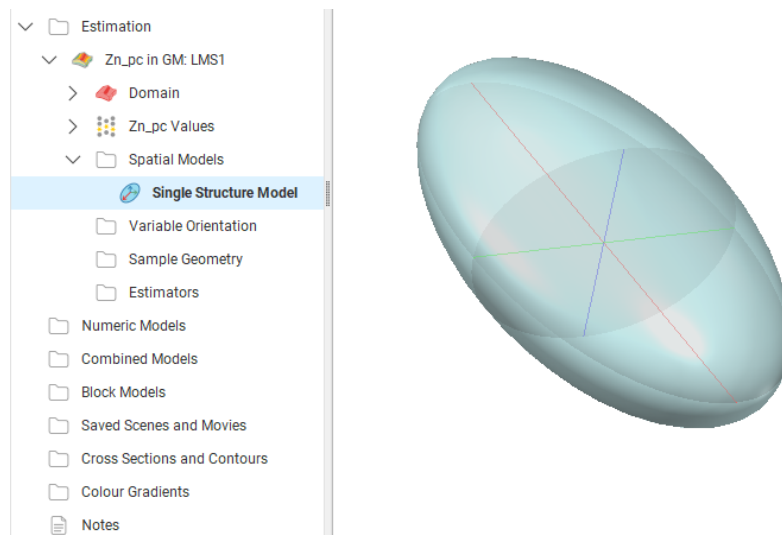 Estimation
Zn_pc in GM: LMS1
Domain
Zn_pc Values
Spatial Models
Single Structure Model
Variable Orientation
Sample Geometry
Estimators
Numeric Models
Combined Models
Block Models
Saved Scenes and Movies
Cross Sections and Contours
Colour Gradients
Notes